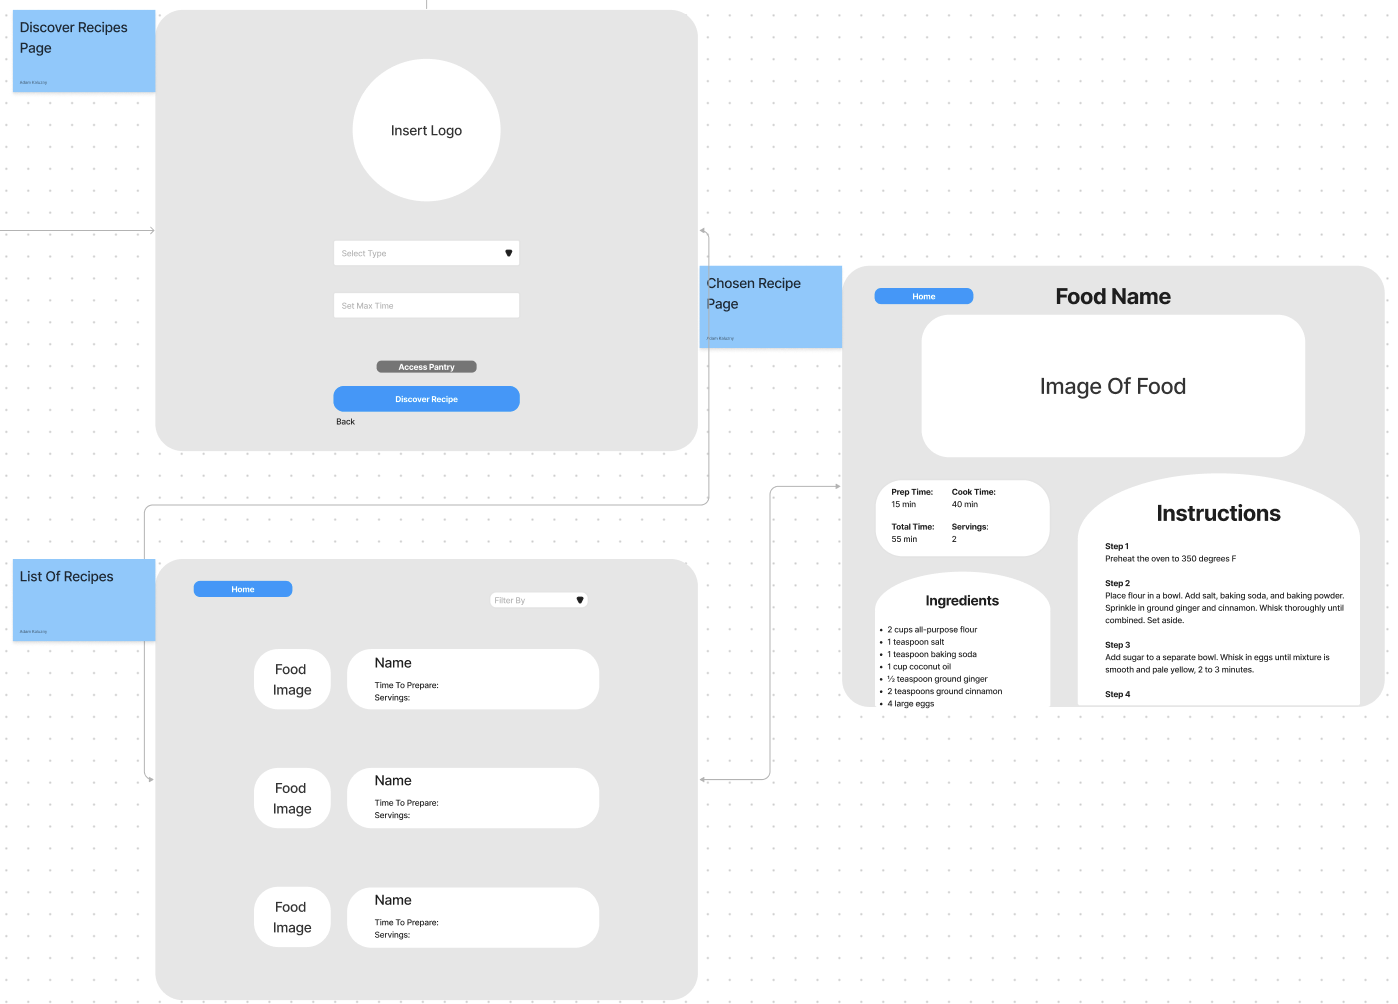 Discover Recipes
Page
Insert Logo
Select Type
Set Max Time
Access Pantry
Discover Recipe
Back
Chosen Recipe
Page
Home
Food Name
Image Of Food
Prep Time:
15 min
Cook Time:
40 min
Total Time:
55 min
Servings:
2
Ingredients
• 2 cups all-purpose flour
• 1 teaspoon salt
• 1 teaspoon baking soda
• 1 cup coconut oil
• ½ teaspoon ground ginger
• 2 teaspoons ground cinnamon
• 4 large eggs
Instructions
Step 1
Preheat the oven to 350 degrees F
Step 2
Place flour in a bowl. Add salt, baking soda, and baking powder.
Sprinkle in ground ginger and cinnamon. Whisk thoroughly until
combined. Set aside.
Step 3
Add sugar to a separate bowl. Whisk in eggs until mixture is
smooth and pale yellow, 2 to 3 minutes.
Step 4
List Of Recipes
Home
Filter By
Food
Image
Name
Time To Prepare:
Servings:
Food
Image
Name
Time To Prepare:
Servings:
Food
Image
Name
Time To Prepare:
Servings: